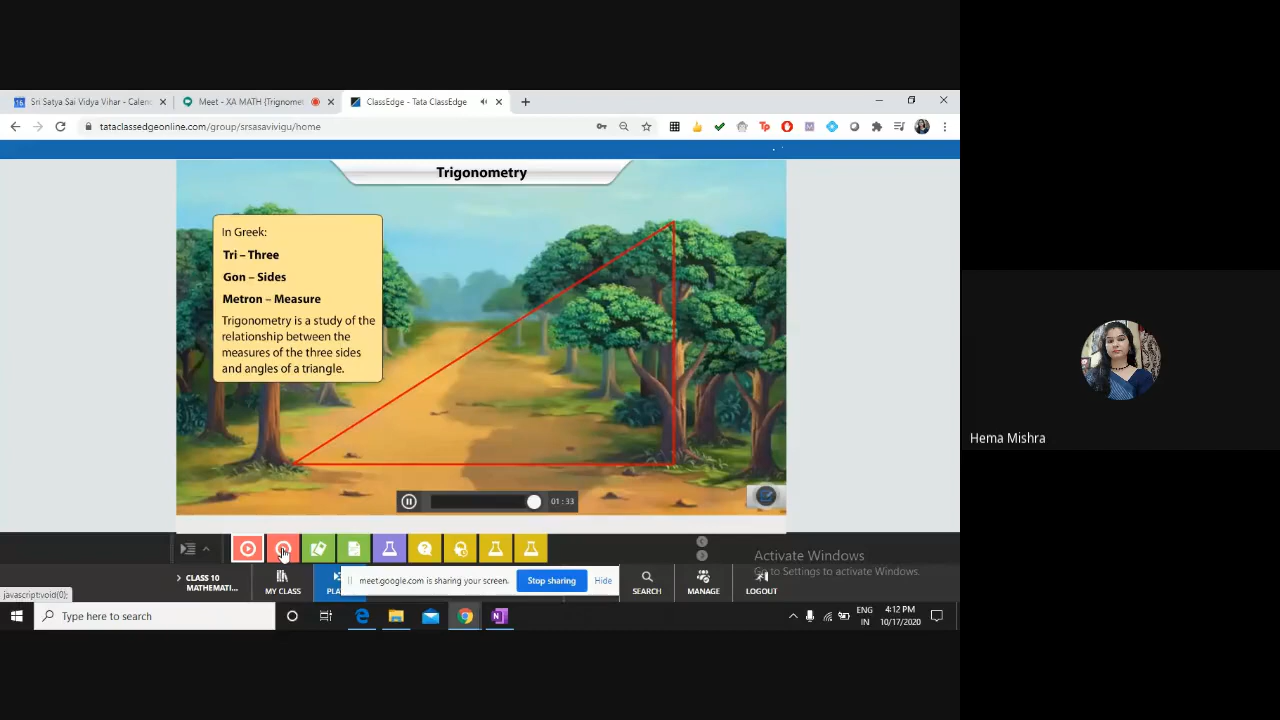 Sri Satya Sai Vidya Vihar - Calen
Meet - XA MATH (Trignomet
ClassEdge - Tata ClassEdge
tataclassedgeonline.com/group/srsasavivigu/home
Trigonometry
In Greek:
Tri – Three
Gon – Sides
Metron – Measure
Trigonometry is a study of the
relationship between the
measures of the three sides
and angles of a triangle.
01:33
Hema Mishra
Activate Windows
Go to Settings to activate Windows.
CLASS 10
MATHEMATI...
MY CLASS
PLA
meet.google.com is sharing your screen.
Stop sharing
Hide
SEARCH
MANAGE
LOGOUT
javascript:void(0);
Type here to search
ENG
IN
4:12 PM
10/17/2020